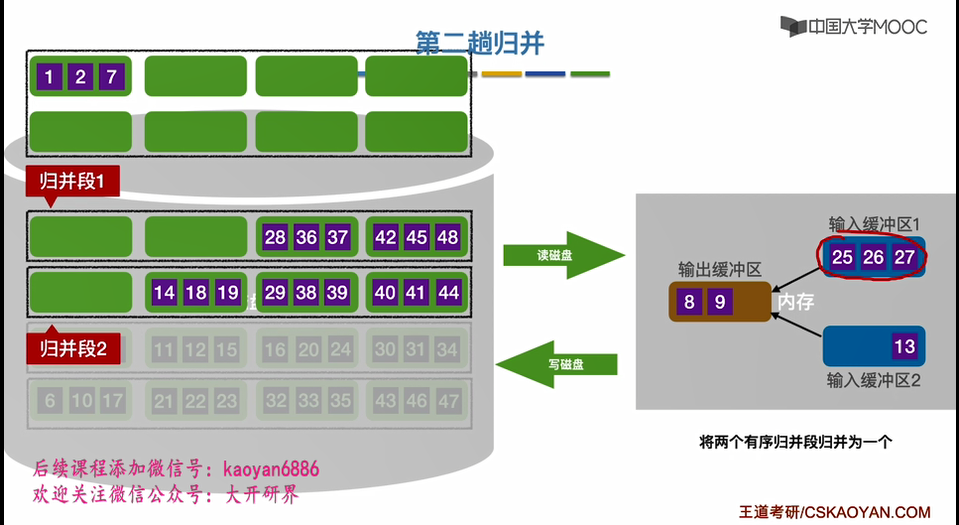 中国大学MOOC
第二趟归并
1 2 7
归并段1
28 36 37 42 45 48
14 18 19 29 38 39 40 41 44
归并段2
11 12 15 16 20 24 30 31 34
6 10 17 21 22 23 32 33 35 43 46 47
读磁盘
写磁盘
输入缓冲区1
25 26 27
输出缓冲区
8 9
内存
13
输入缓冲区2
将两个有序归并段归并为一个
后续课程添加微信号：kaoyan6886
欢迎关注微信公众号：大开研界
王道考研/CSKAOYAN.COM